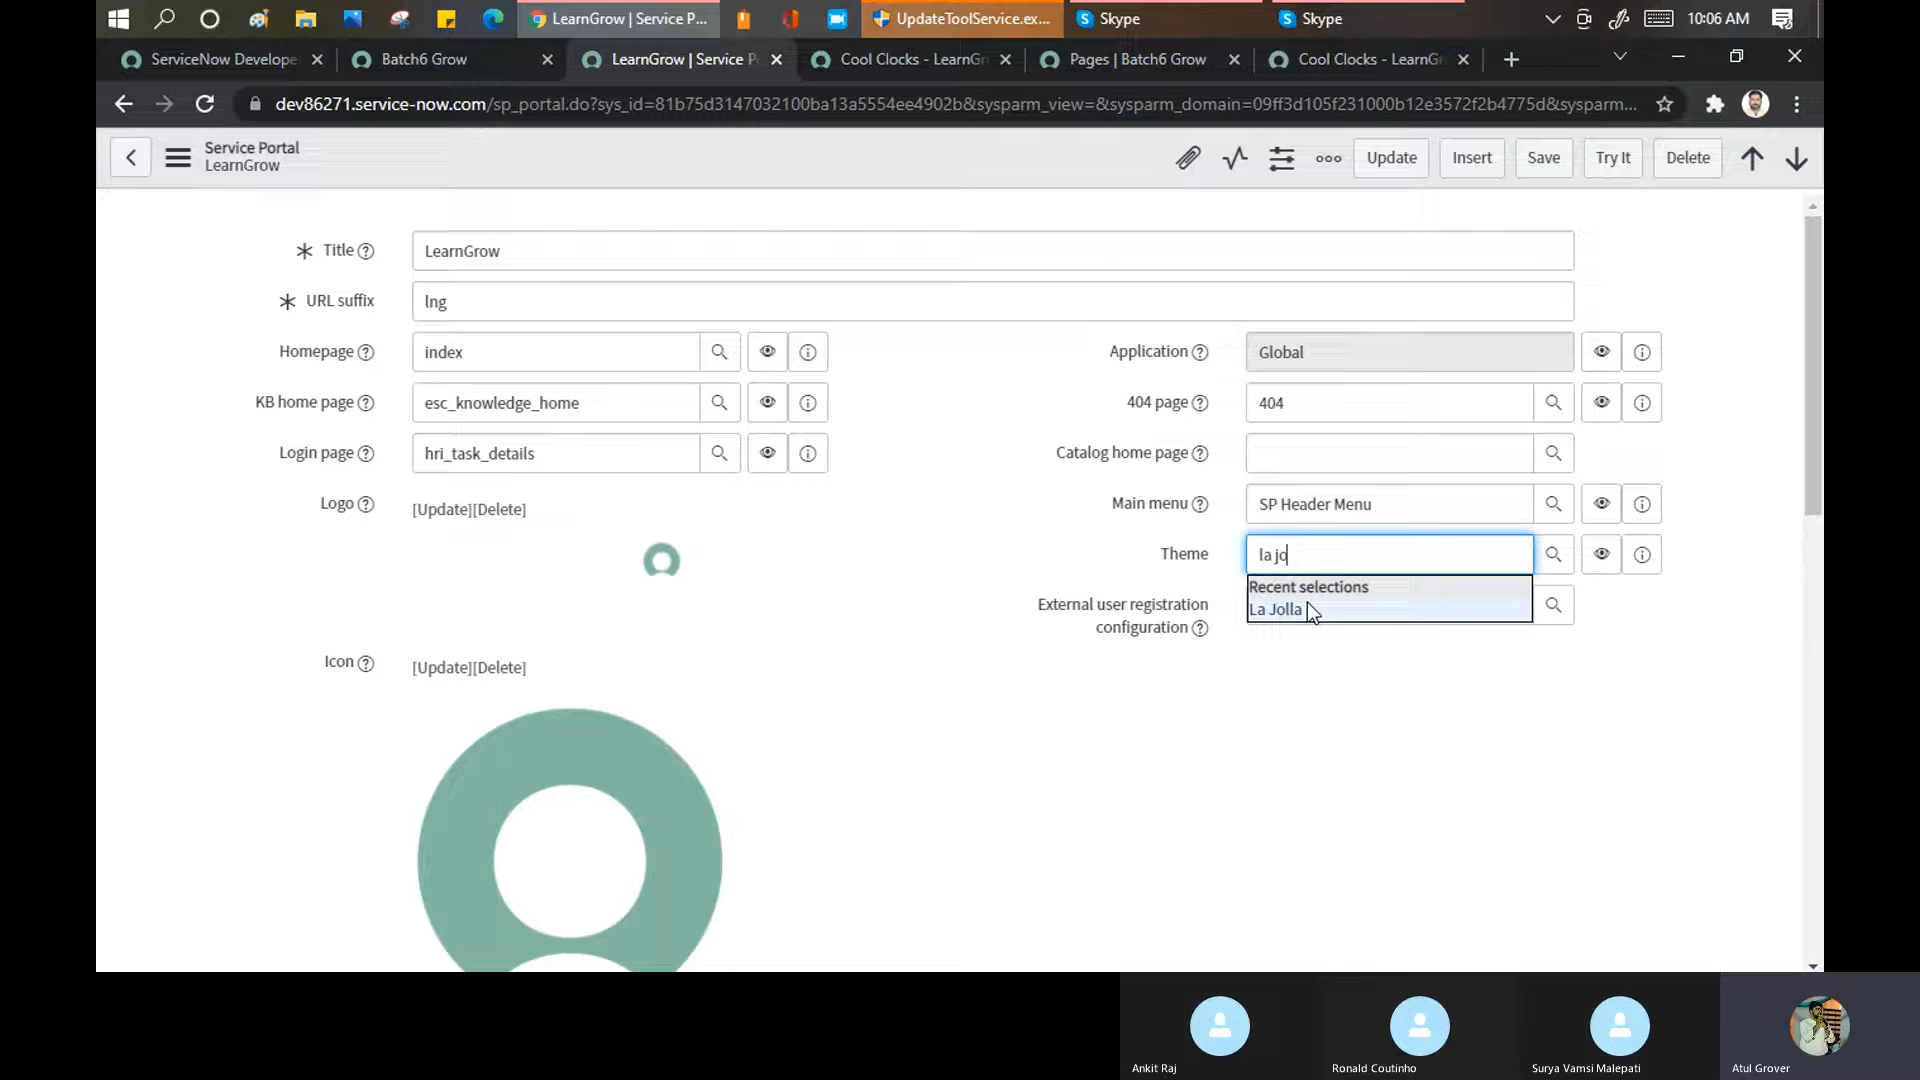 LearnGrow | Service P...
UpdateToolService.ex...
Skype
Skype
10:06 AM
ServiceNow Develope
Batch6 Grow
LearnGrow | Service P
Cool Clocks - LearnGr
Pages | Batch6 Grow
Cool Clocks - LearnGr
dev86271.service-now.com/sp_portal.do?sys_id=81b75d3147032100ba13a5554ee4902b&sysparm_view=&sysparm_domain=09ff3d105f231000b12e3572f2b4775d&sysparm...
Service Portal
LearnGrow
Update
Insert
Save
Try It
Delete
Title
LearnGrow
URL suffix
lng
Homepage
index
Application
Global
KB home page
esc_knowledge_home
404 page
404
Login page
hri_task_details
Catalog home page
Logo
[Update][Delete]
Main menu
SP Header Menu
Theme
la jo
Recent selections
La Jolla
External user registration
configuration
Icon
[Update][Delete]
Ankit Raj
Ronald Coutinho
Surya Vamsi Malepati
Atul Grover